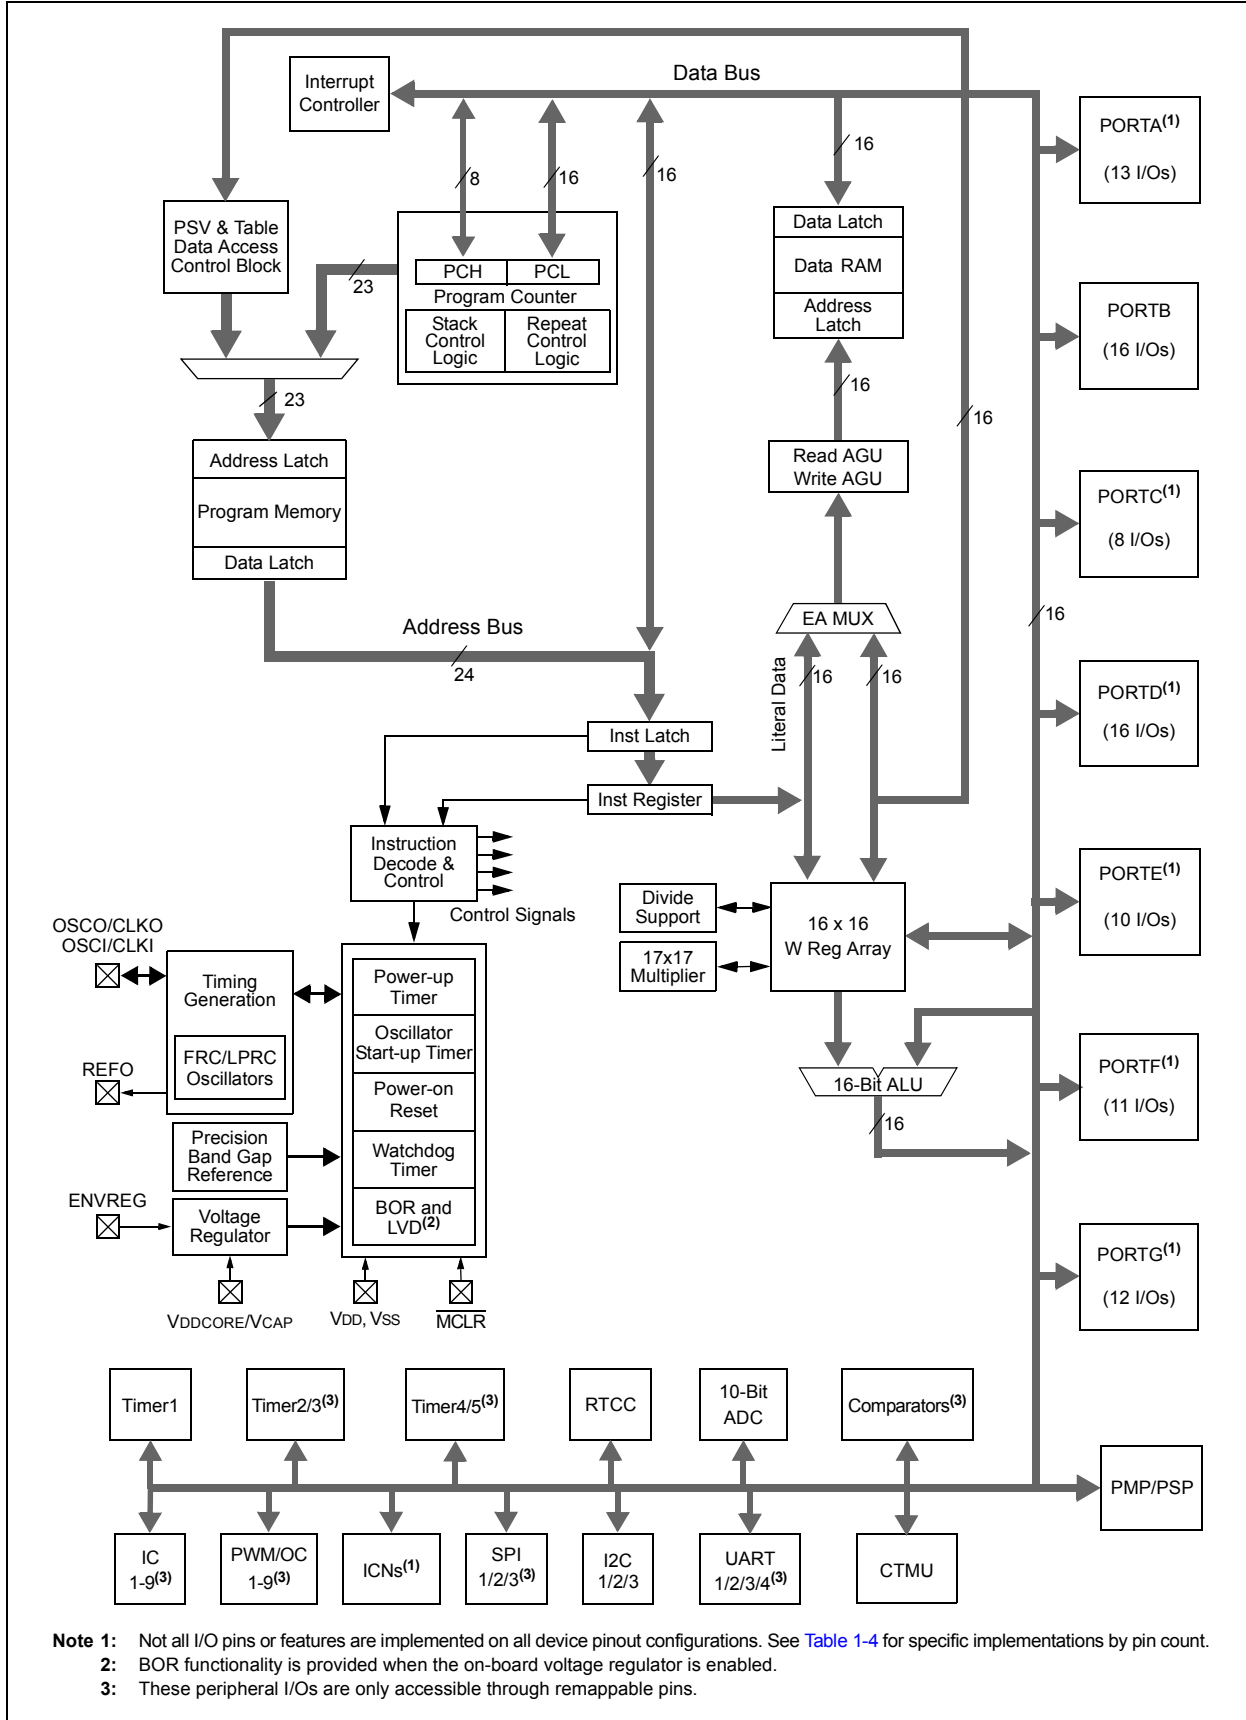 Data Bus
Interrupt
Controller
PORTA(1)
(13 I/Os)
16
8
16
16
PSV & Table
Data Access
Control Block
Data Latch
Data RAM
Address
Latch
23
PCH
PCL
Program Counter
Stack
Control
Logic
Repeat
Control
Logic
PORTB
(16 I/Os)
16
23
16
Address Latch
Program Memory
Data Latch
Read AGU
Write AGU
PORTC(1)
(8 I/Os)
16
EA MUX
Address Bus
24
Literal Data
16
16
PORTD(1)
(16 I/Os)
Inst Latch
Inst Register
Instruction
Decode &
Control
Control Signals
Divide
Support
17x17
Multiplier
16 x 16
W Reg Array
PORTE(1)
(10 I/Os)
OSCO/CLKO
OSCI/CLKI
Timing
Generation
FRC/LPRC
Oscillators
REFO
Power-up
Timer
Oscillator
Start-up Timer
Power-on
Reset
Watchdog
Timer
BOR and
LVD(2)
16-Bit ALU
16
PORTF(1)
(11 I/Os)
Precision
Band Gap
Reference
ENVREG
Voltage
Regulator
PORTG(1)
(12 I/Os)
VDDCORE/VCAP
VDD, VSS
MCLR
Timer1
Timer2/3(3)
Timer4/5(3)
RTCC
10-Bit
ADC
Comparators(3)
PMP/PSP
IC
1-9(3)
PWM/OC
1-9(3)
ICNs(1)
SPI
1/2/3(3)
I2C
1/2/3
UART
1/2/3/4(3)
CTMU
Note 1: Not all I/O pins or features are implemented on all device pinout configurations. See Table 1-4 for specific implementations by pin count.
2: BOR functionality is provided when the on-board voltage regulator is enabled.
3: These peripheral I/Os are only accessible through remappable pins.